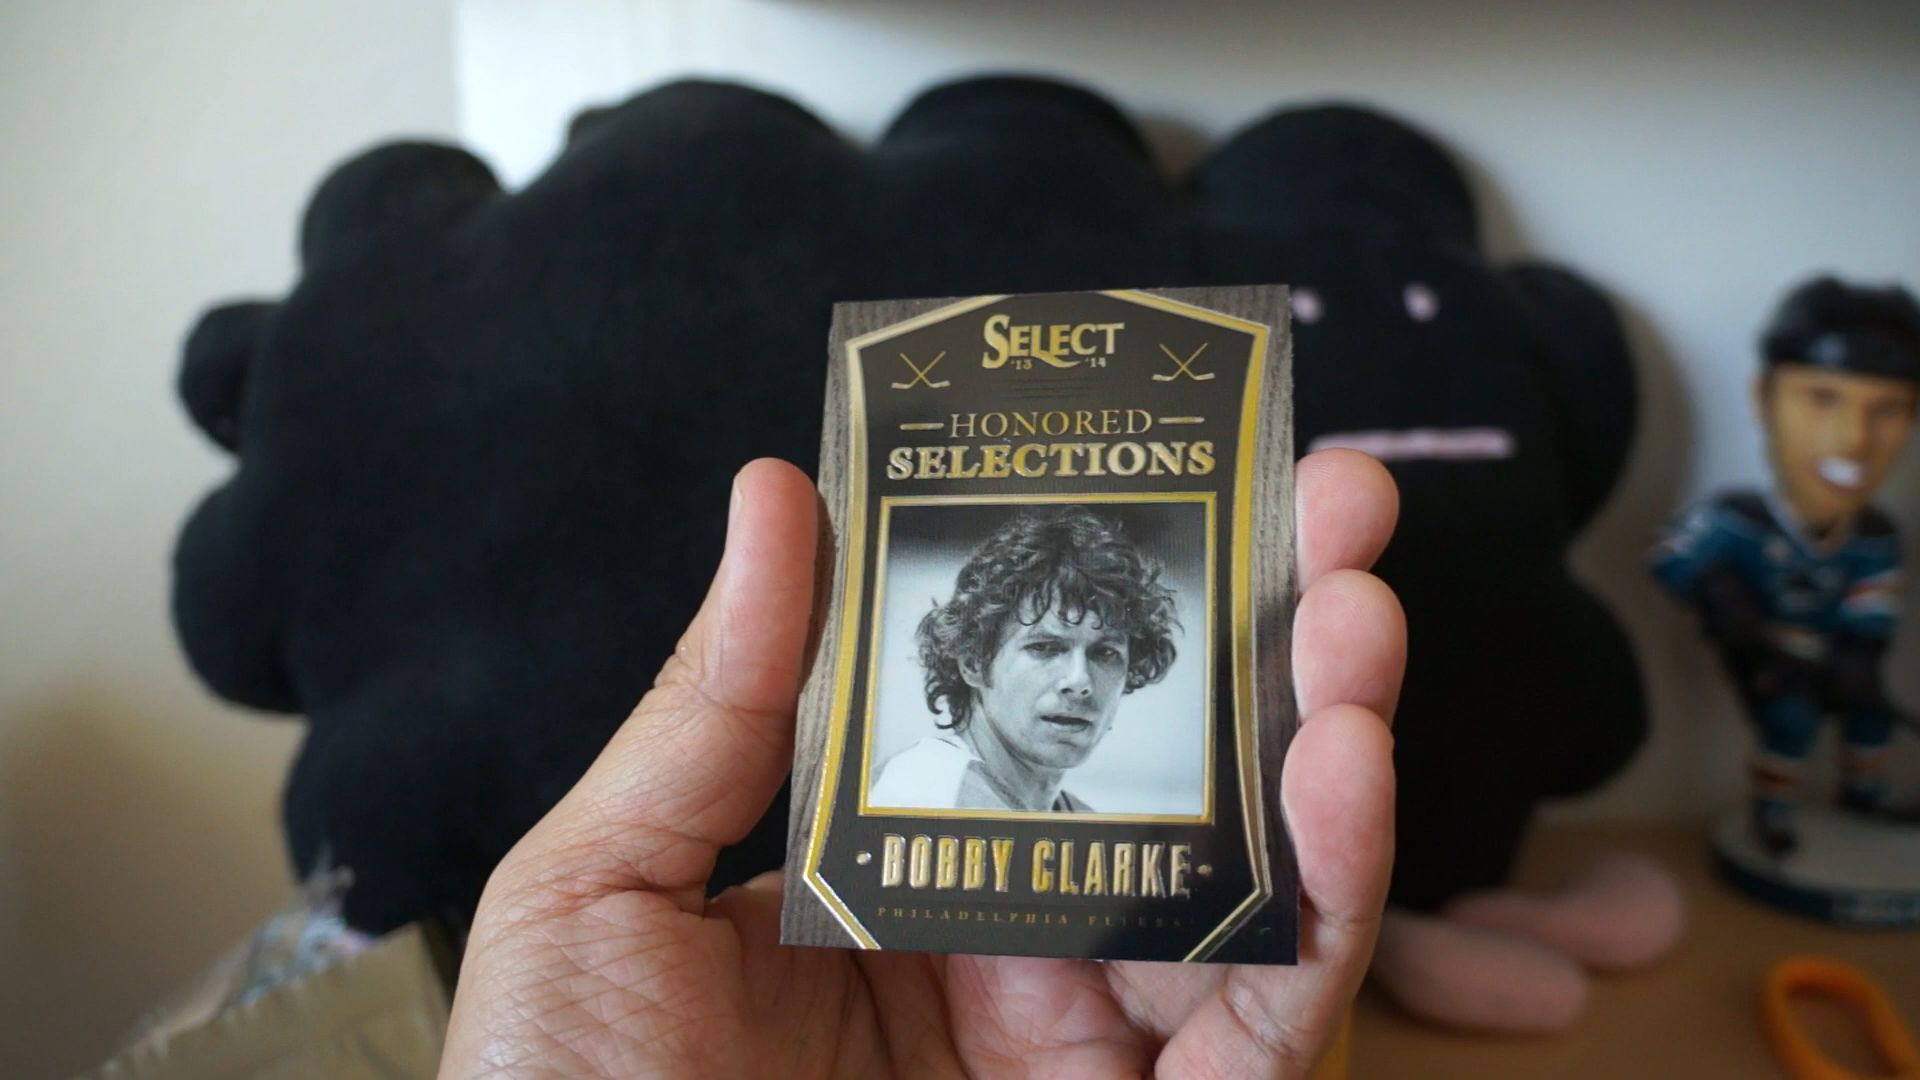 SELECT
'13 '14
HONORED
SELECTIONS
BOBBY CLARKE
PHILADELPHIA FLYERS